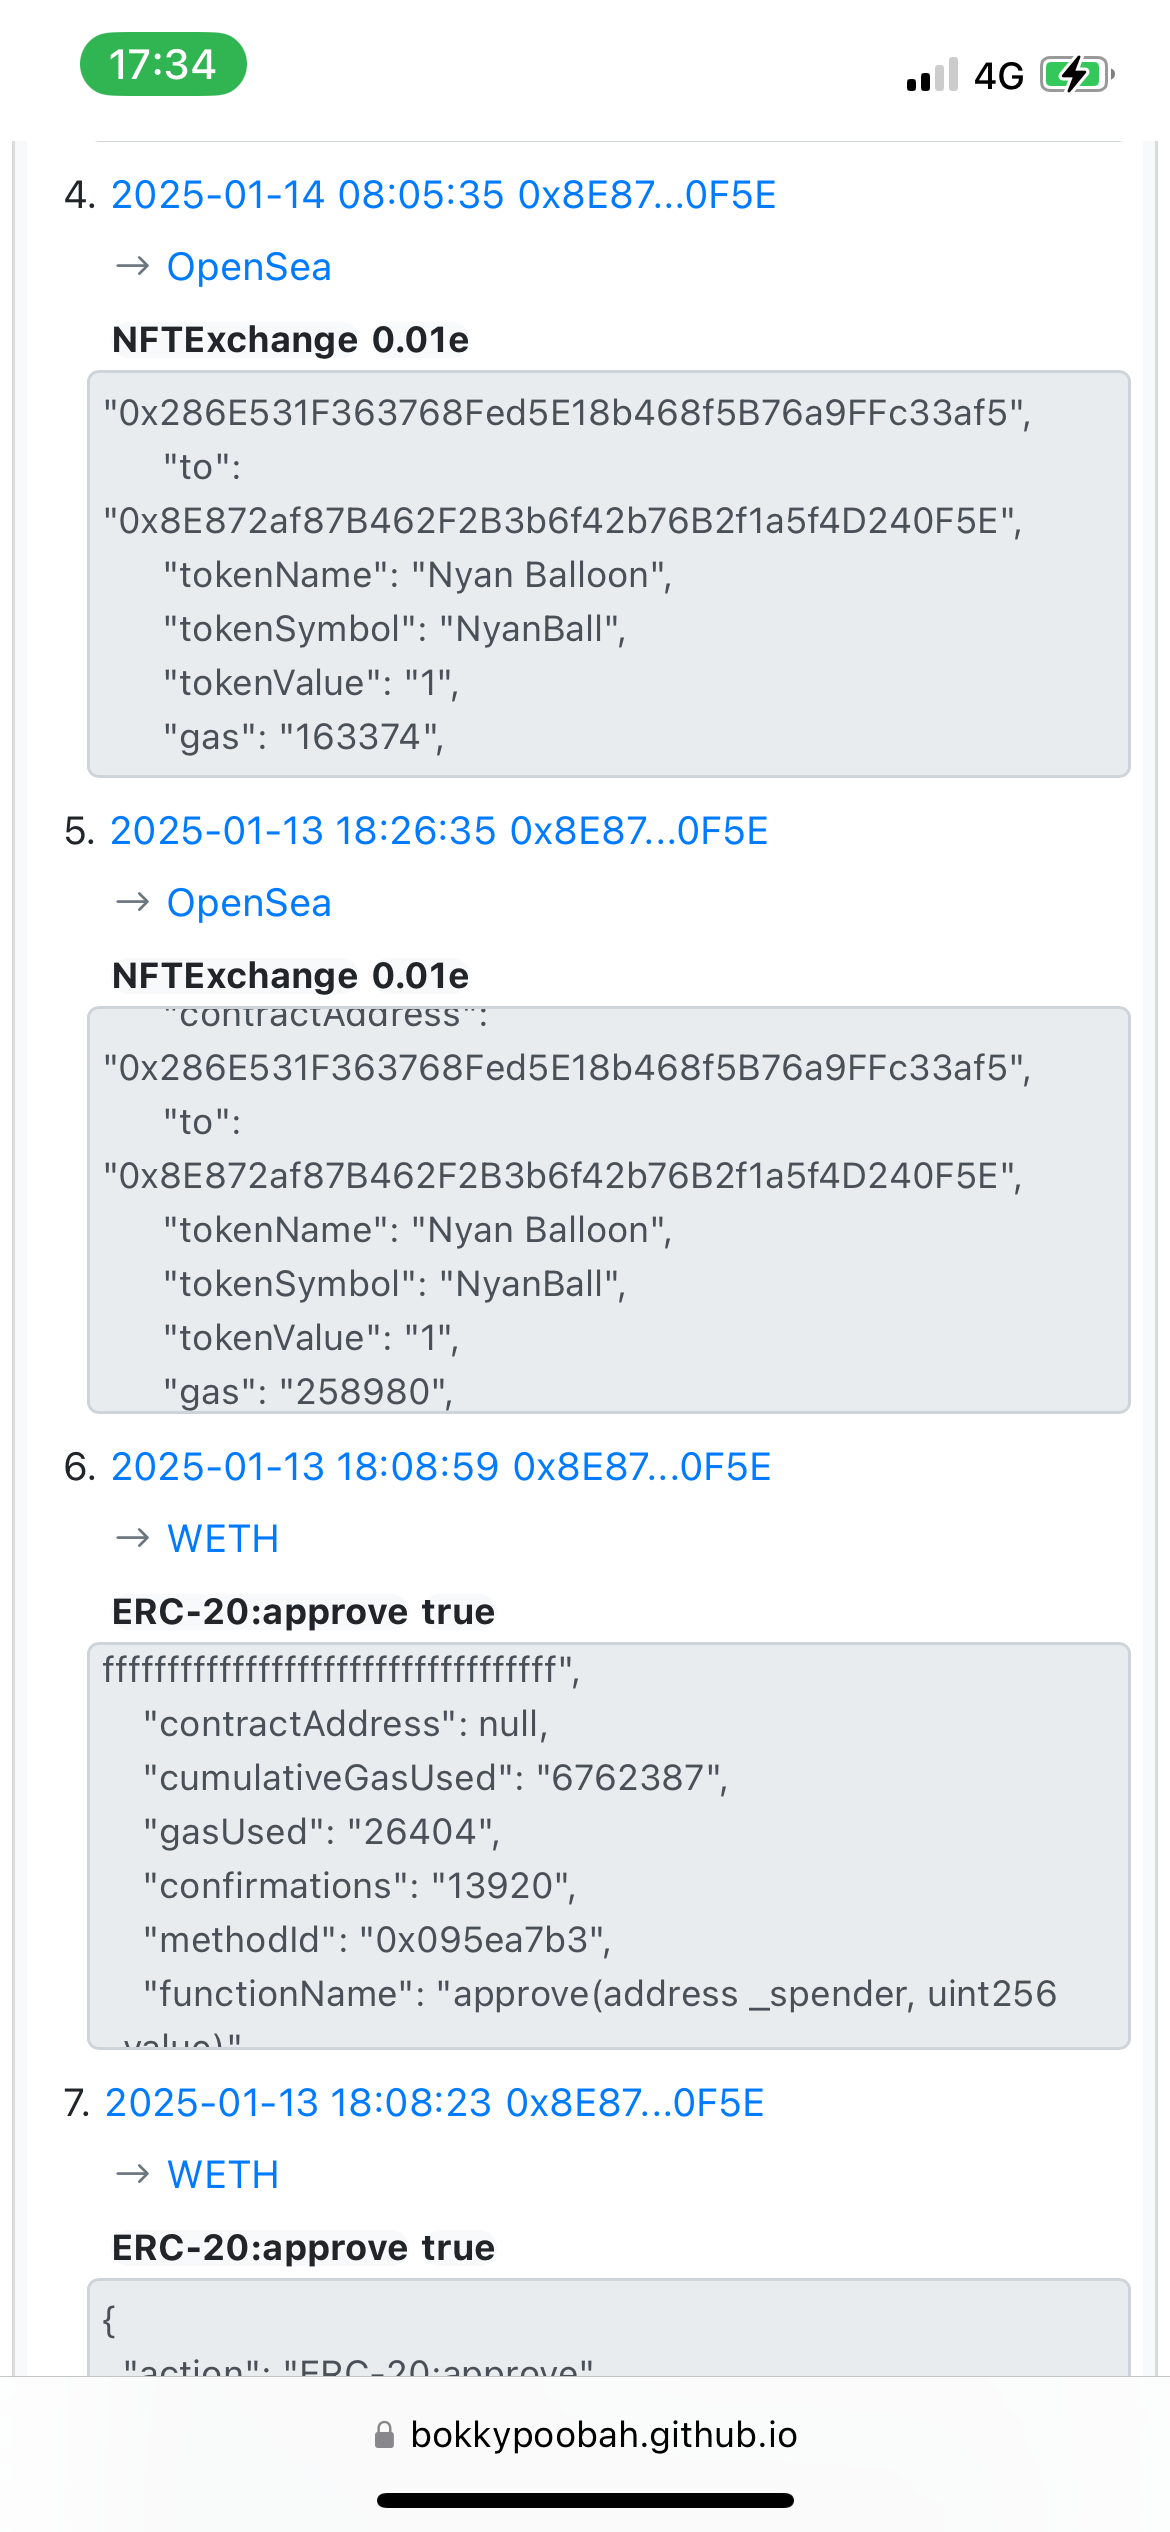 17:34
4G
4. 2025-01-14 08:05:35 0x8E87...0F5E
→ OpenSea
NFTExchange 0.01e
"0x286E531F363768Fed5E18b468f5B76a9FFc33af5",
"to":
"0x8E872af87B462F2B3b6f42b76B2f1a5f4D240F5E",
"tokenName": "Nyan Balloon",
"tokenSymbol": "NyanBall",
"tokenValue": "1",
"gas": "163374",
5. 2025-01-13 18:26:35 0x8E87...0F5E
→ OpenSea
NFTExchange 0.01e
"contractAddress":
"0x286E531F363768Fed5E18b468f5B76a9FFc33af5",
"to":
"0x8E872af87B462F2B3b6f42b76B2f1a5f4D240F5E",
"tokenName": "Nyan Balloon",
"tokenSymbol": "NyanBall",
"tokenValue": "1",
"gas": "258980",
6. 2025-01-13 18:08:59 0x8E87...0F5E
→ WETH
ERC-20:approve true
fffffffffffffffffffffffffffffffffff",
"contractAddress": null,
"cumulativeGasUsed": "6762387",
"gasUsed": "26404",
"confirmations": "13920",
"methodId": "0x095ea7b3",
"functionName": "approve(address _spender, uint256
value)"
7. 2025-01-13 18:08:23 0x8E87...0F5E
→ WETH
ERC-20:approve true
{
"action": "ERC-20:approve"
bokkypoobah.github.io